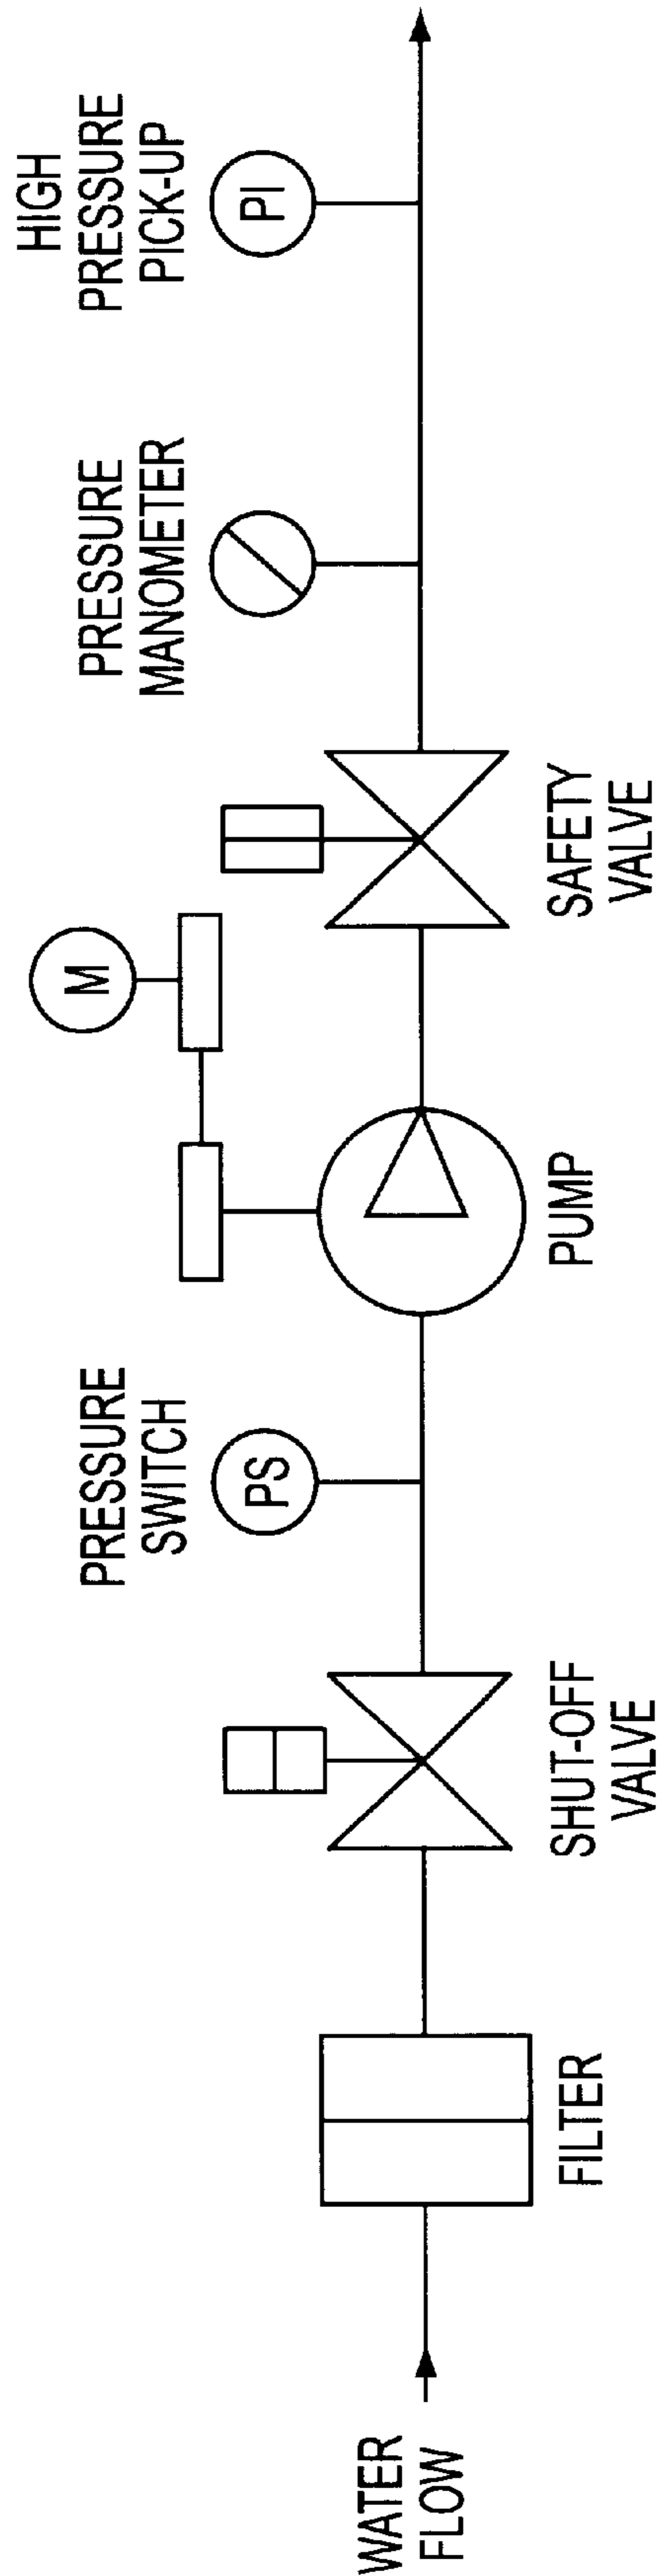 WATER
FLOW
FILTER
SHUT-OFF
VALVE
PRESSURE
SWITCH
PS
PUMP
M
SAFETY
VALVE
PRESSURE
MANOMETER
HIGH
PRESSURE
PICK-UP
PI